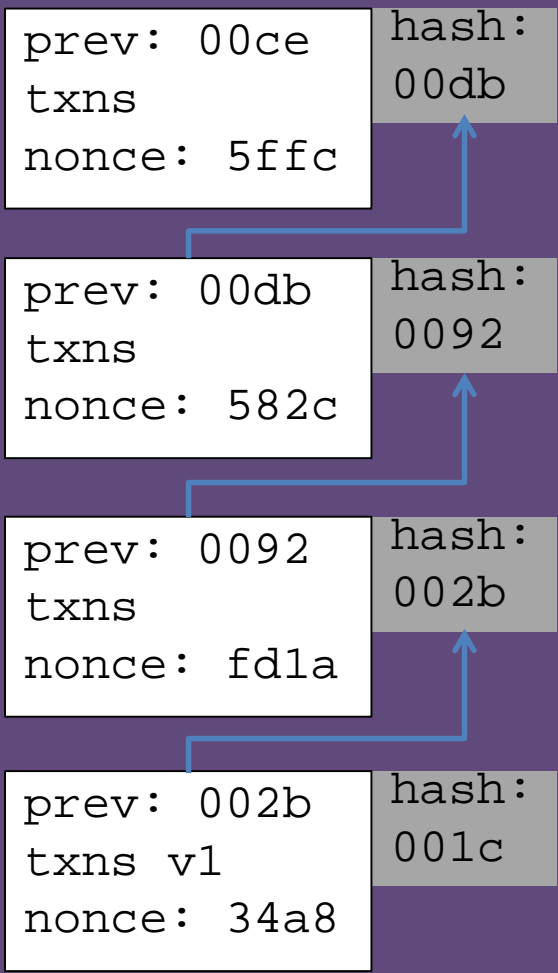 prev: 00ce
txns
nonce: 5ffc
hash:
00db
prev: 00db
txns
nonce: 582c
hash:
0092
prev: 0092
txns
nonce: fd1a
hash:
002b
prev: 002b
txns v1
nonce: 34a8
hash:
001c